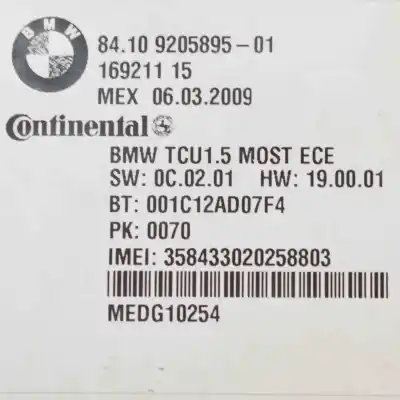 BMW
84.10 9205895-01
169211 15
MEX 06.03.2009
Continental
BMW TCU1.5 MOST ECE
SW: 0C.02.01 HW: 19.00.01
BT: 001C12AD07F4
PK: 0070
IMEI: 358433020258803
MEDG10254